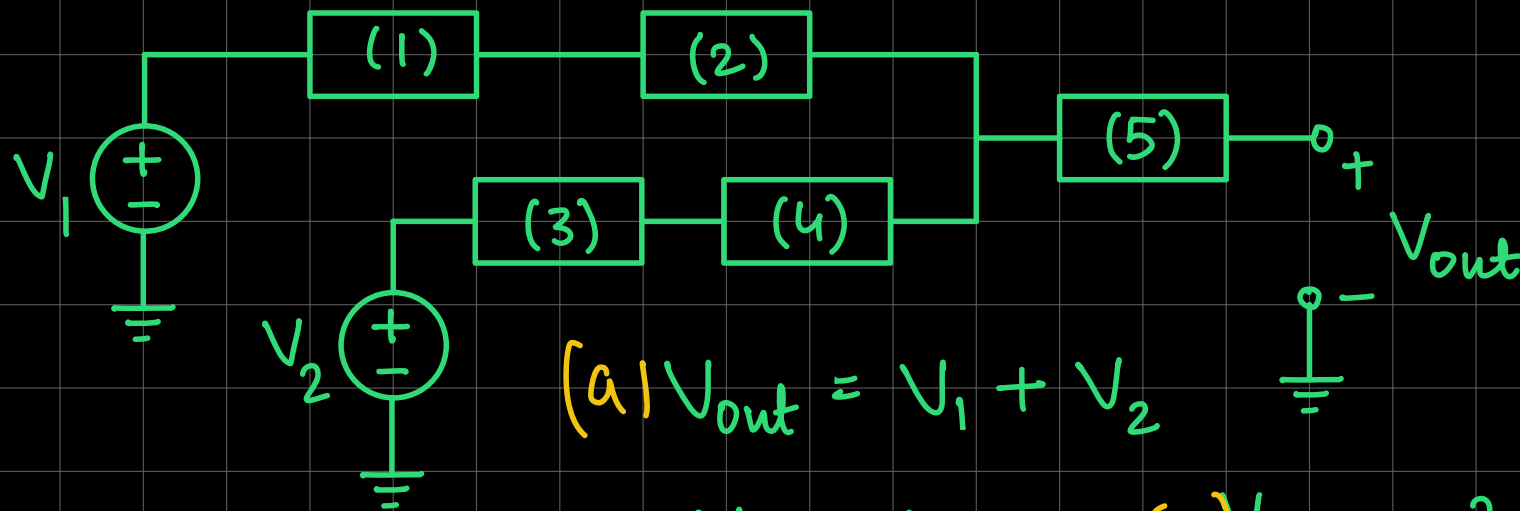 (1)
(2)
(5)
+
V1
+
−
(3)
(4)
Vout
−
V2
+
−
(a) Vout = V1 + V2